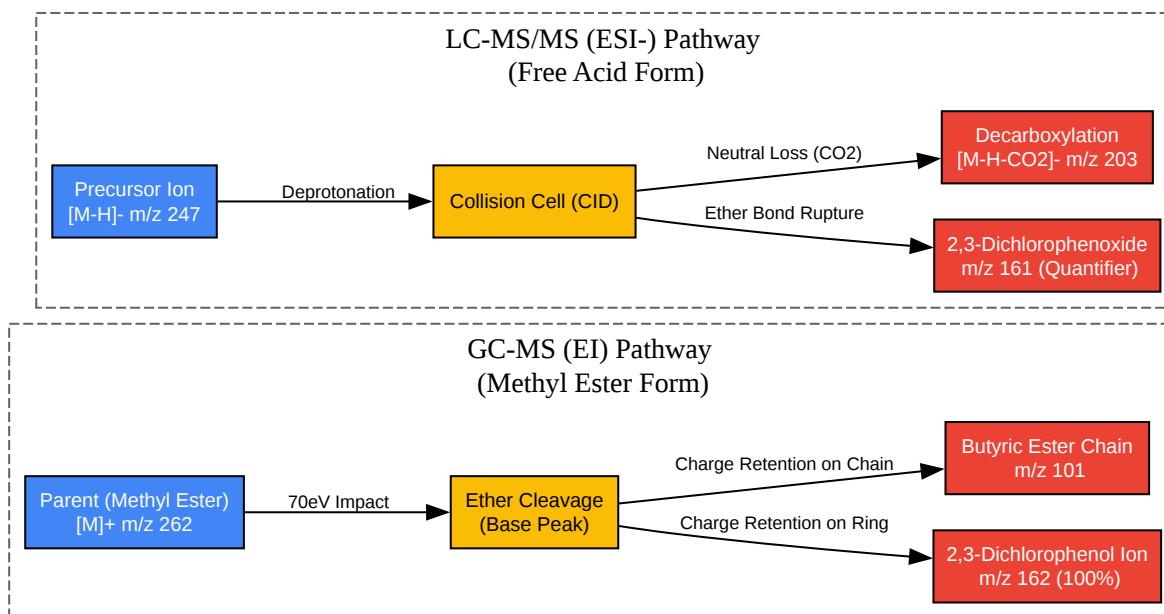 LC-MS/MS (ESI-) Pathway
(Free Acid Form)
Precursor Ion
[M-H]- m/z 247
Deprotonation
Collision Cell (CID)
Neutral Loss (CO2)
Ether Bond Rupture
Decarboxylation
[M-H-CO2]- m/z 203
2,3-Dichlorophenoxide
m/z 161 (Quantifier)
GC-MS (EI) Pathway
(Methyl Ester Form)
Parent (Methyl Ester)
[M]+ m/z 262
70eV Impact
Ether Cleavage
(Base Peak)
Charge Retention on Chain
Charge Retention on Ring
Butyric Ester Chain
m/z 101
2,3-Dichlorophenol Ion
m/z 162 (100%)